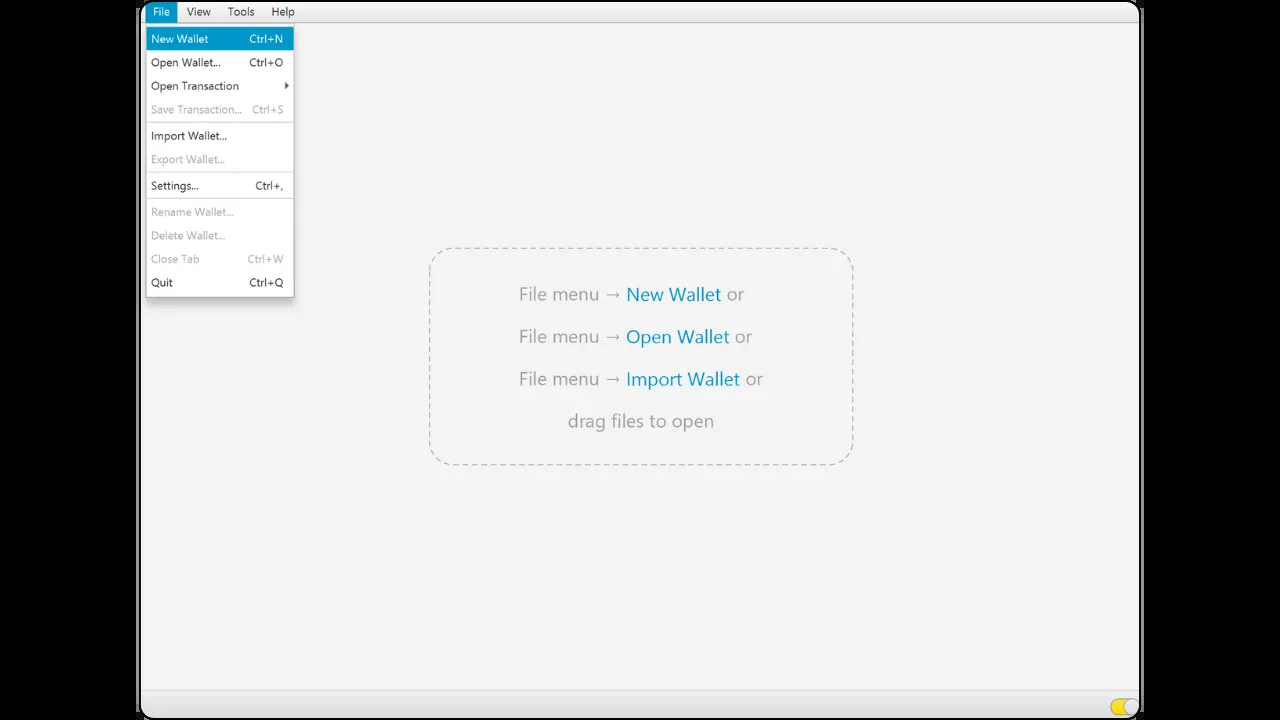 File View Tools Help
New Wallet Ctrl+N
Open Wallet... Ctrl+O
Open Transaction
Save Transaction... Ctrl+S
Import Wallet...
Export Wallet...
Settings... Ctrl+,
Rename Wallet...
Delete Wallet...
Close Tab Ctrl+W
Quit Ctrl+Q
File menu → New Wallet or
File menu → Open Wallet or
File menu → Import Wallet or
drag files to open